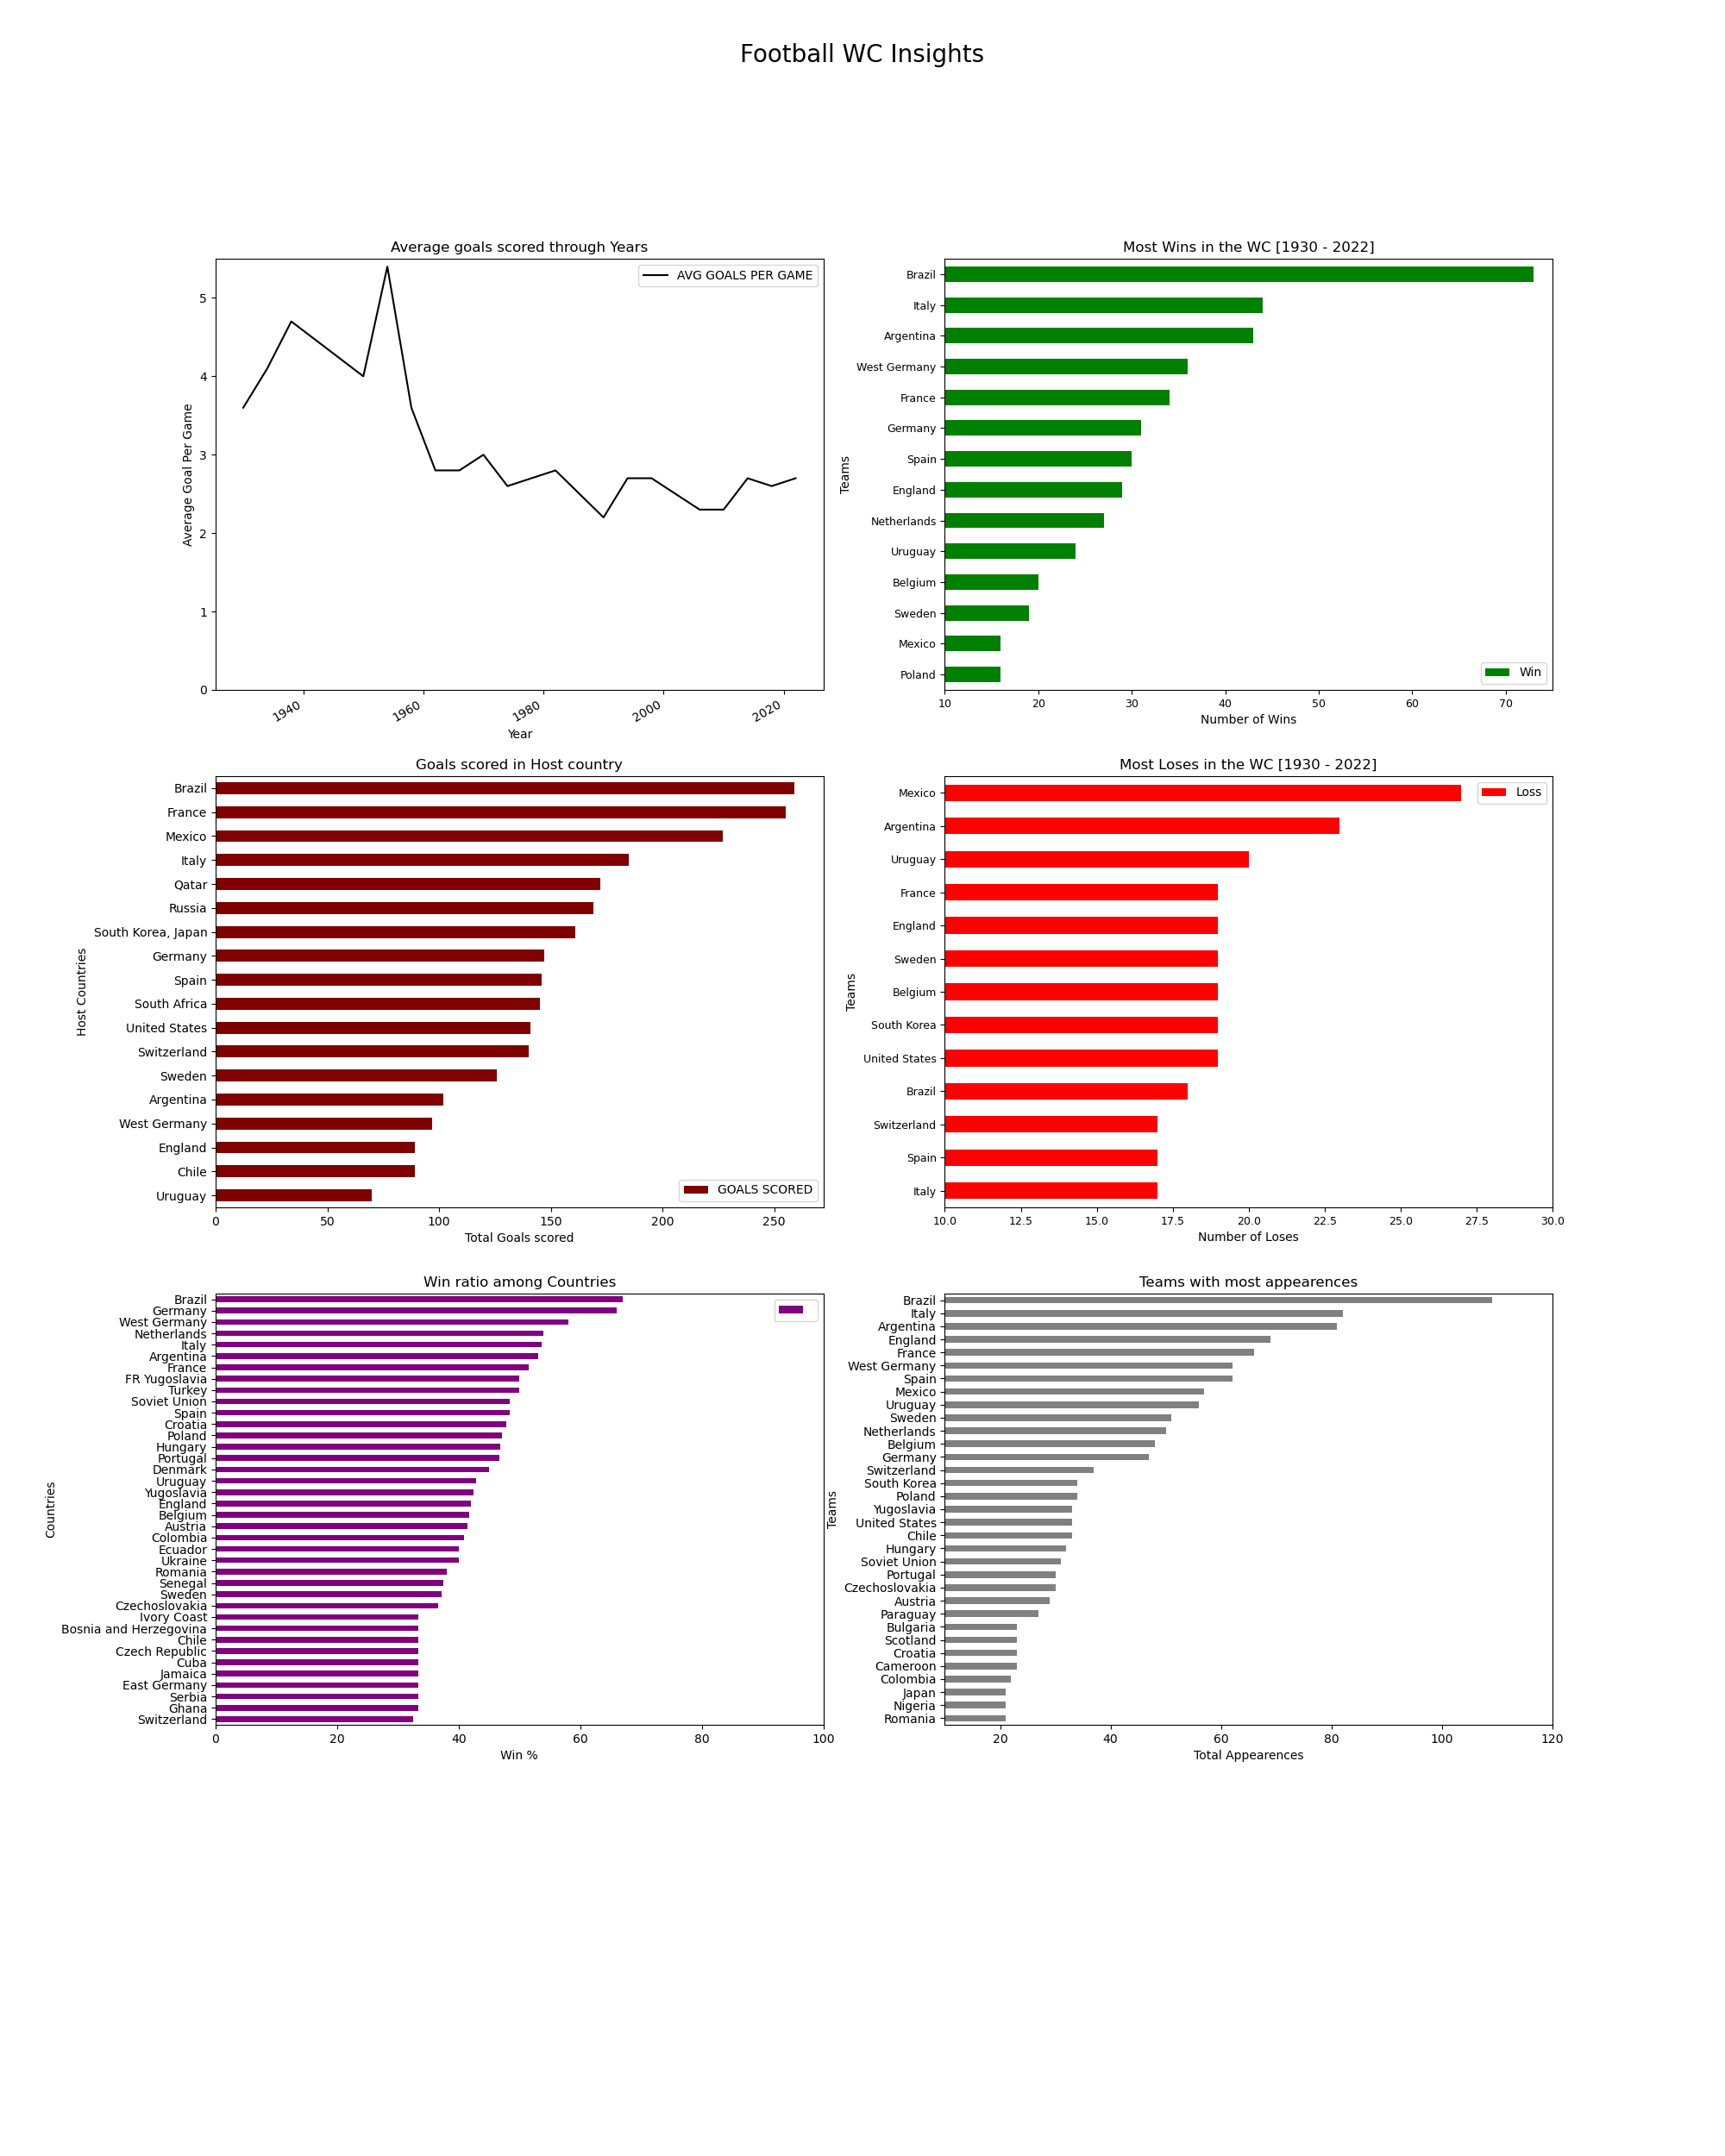 Football WC Insights
Average goals scored through Years
AVG GOALS PER GAME
Average Goal Per Game
5
4
3
2
1
0
1940
1960
1980
2000
2020
Year
Most Wins in the WC [1930 - 2022]
Teams
Brazil
Italy
Argentina
West Germany
France
Germany
Spain
England
Netherlands
Uruguay
Belgium
Sweden
Mexico
Poland
Win
10 20 30 40 50 60 70
Number of Wins
Goals scored in Host country
Host Countries
Brazil
France
Mexico
Italy
Qatar
Russia
South Korea, Japan
Germany
Spain
South Africa
United States
Switzerland
Sweden
Argentina
West Germany
England
Chile
Uruguay
GOALS SCORED
0 50 100 150 200 250
Total Goals scored
Most Loses in the WC [1930 - 2022]
Loss
Teams
Mexico
Argentina
Uruguay
France
England
Sweden
Belgium
South Korea
United States
Brazil
Switzerland
Spain
Italy
10.0 12.5 15.0 17.5 20.0 22.5 25.0 27.5 30.0
Number of Loses
Win ratio among Countries
Countries
Brazil
Germany
West Germany
Netherlands
Italy
Argentina
France
FR Yugoslavia
Turkey
Soviet Union
Spain
Croatia
Poland
Hungary
Portugal
Denmark
Uruguay
Yugoslavia
England
Belgium
Austria
Colombia
Ecuador
Ukraine
Romania
Senegal
Sweden
Czechoslovakia
Ivory Coast
Bosnia and Herzegovina
Chile
Czech Republic
Cuba
Jamaica
East Germany
Serbia
Ghana
Switzerland
0 20 40 60 80 100
Win %
Teams with most appearences
Teams
Brazil
Italy
Argentina
England
France
West Germany
Spain
Mexico
Uruguay
Sweden
Netherlands
Belgium
Germany
Switzerland
South Korea
Poland
Yugoslavia
United States
Chile
Hungary
Soviet Union
Portugal
Czechoslovakia
Austria
Paraguay
Bulgaria
Scotland
Croatia
Cameroon
Colombia
Japan
Nigeria
Romania
20 40 60 80 100 120
Total Appearences